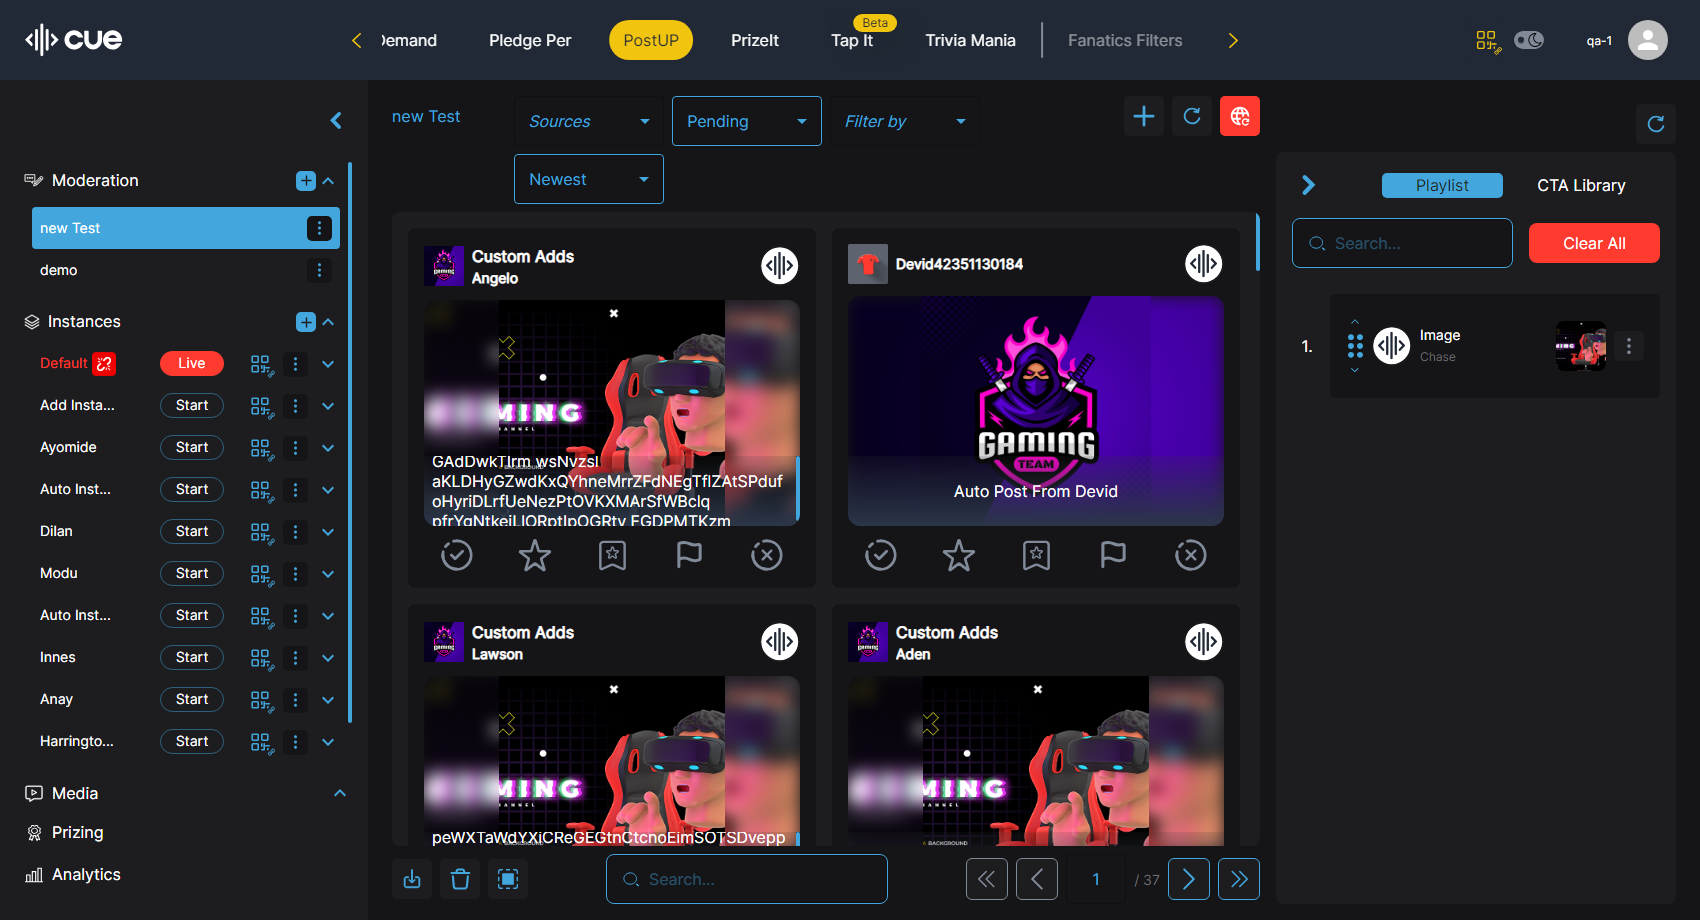 cue
Demand
Pledge Per
PostUP
PrizeIt
Beta
Tap It
Trivia Mania
Fanatics Filters
qa-1
Moderation
new Test
demo
Instances
Default
Live
Add Insta...
Start
Ayomide
Start
Auto Inst...
Start
Dilan
Start
Modu
Start
Auto Inst...
Start
Innes
Start
Anay
Start
Harringto...
Start
Media
Prizing
Analytics
new Test
Sources
Pending
Filter by
Newest
Custom Adds
Angelo
MING
GAdDwkTlrm wsNvzsl
aKLDHyGZwdKxQYhneMrrZFdNEgTflZAtSPduf
oHyriDLrfUeNezPtOVKXMArSfWBclq
Devid42351130184
GAMING
TEAM
Auto Post From Devid
Custom Adds
Lawson
MING
peWXTaWdYXiCReGEGtnCtcnoEimSOTSDvepp
Custom Adds
Aden
MING
BACKGROUND
Search...
1
/ 37
Playlist
CTA Library
Search...
Clear All
1.
Image
Chase